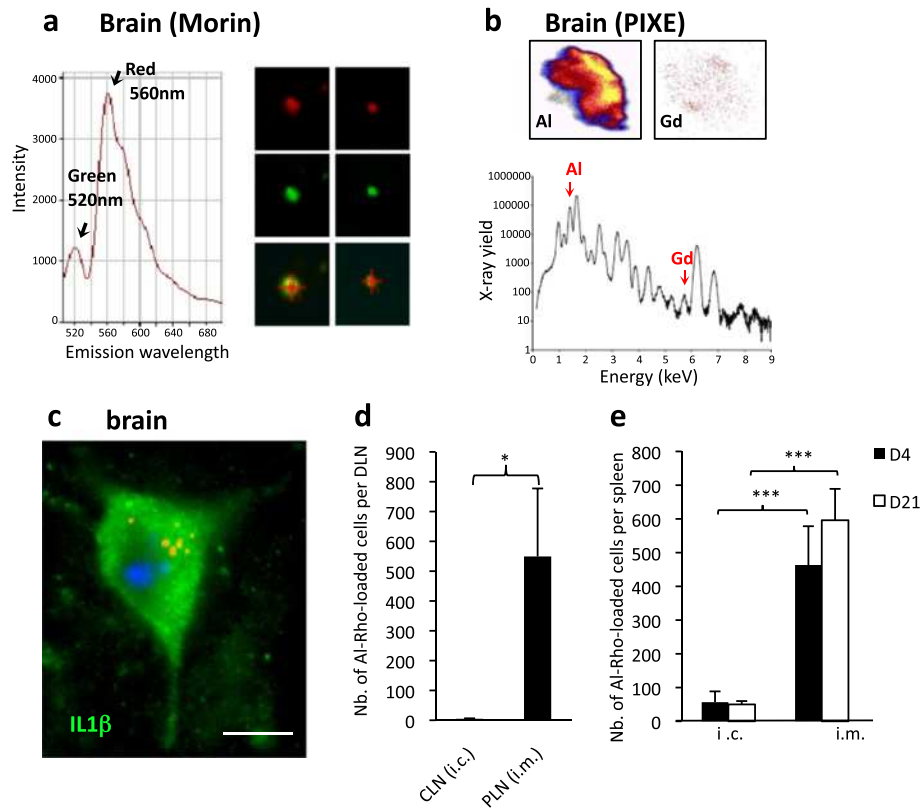 a
Brain (Morin)
4000
3000
2000
1000
0
Intensity
Red
560nm
Green
520nm
520
560
600
640
680
Emission wavelength
b
Brain (PIXE)
Al
Gd
1000000
100000
10000
1000
100
10
1
X-ray yield
Al
Gd
0 1 2 3 4 5 6 7 8 9
Energy (keV)
c
brain
IL1β
d
900
800
700
600
500
400
300
200
100
0
Nb. of Al-Rho-loaded cells per DLN
*
CLN (i.c.)
PLN (i.m.)
e
800
700
600
500
400
300
200
100
0
Nb. of Al-Rho-loaded cells per spleen
***
***
i .c.
i.m.
D4
D21